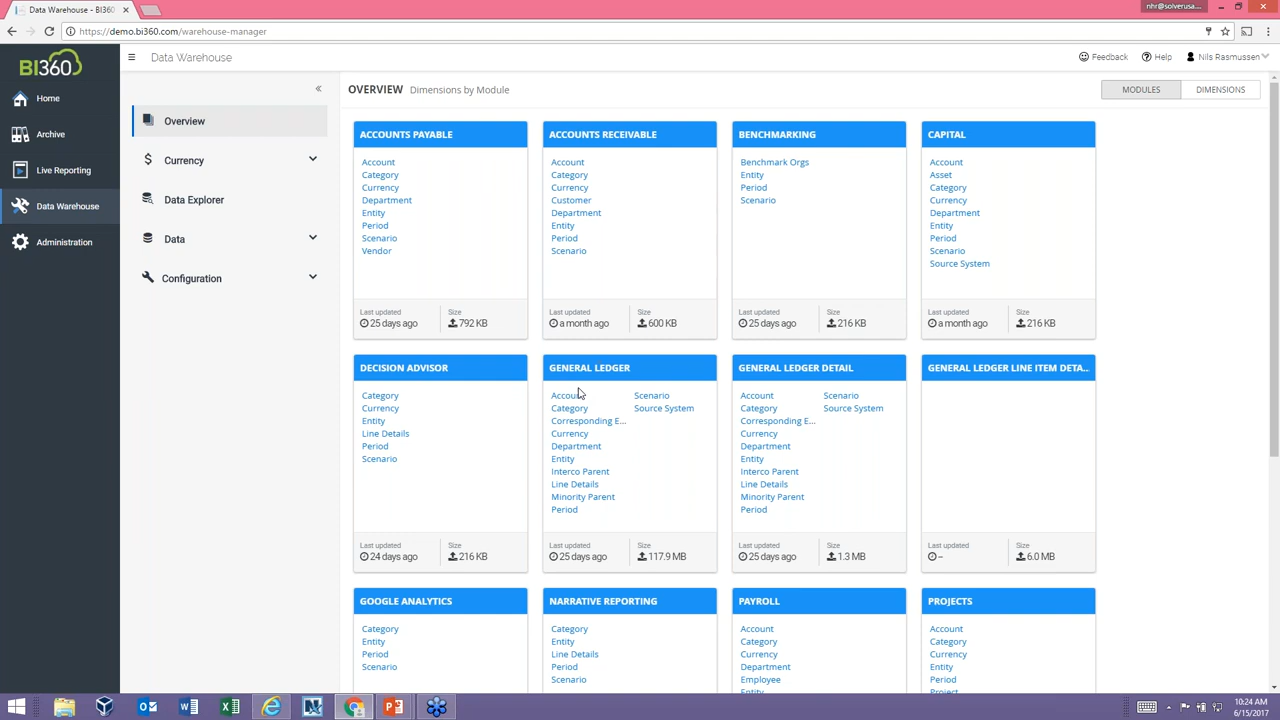 Data Warehouse - BI360
nhr@solverusa....
https://demo.bi360.com/warehouse-manager
BI360
Data Warehouse
Feedback
Help
Nils Rasmussen
Home
Archive
Live Reporting
Data Warehouse
Administration
Overview
Currency
Data Explorer
Data
Configuration
OVERVIEW Dimensions by Module
MODULES
DIMENSIONS
ACCOUNTS PAYABLE
Account
Category
Currency
Department
Entity
Period
Scenario
Vendor
Last updated
25 days ago
Size
792 KB
ACCOUNTS RECEIVABLE
Account
Category
Currency
Customer
Department
Entity
Period
Scenario
Last updated
a month ago
Size
600 KB
BENCHMARKING
Benchmark Orgs
Entity
Period
Scenario
Last updated
25 days ago
Size
216 KB
CAPITAL
Account
Asset
Category
Currency
Department
Entity
Period
Scenario
Source System
Last updated
a month ago
Size
216 KB
DECISION ADVISOR
Category
Currency
Entity
Line Details
Period
Scenario
Last updated
24 days ago
Size
216 KB
GENERAL LEDGER
Account
Category
Corresponding E...
Currency
Department
Entity
Interco Parent
Line Details
Minority Parent
Period
Scenario
Source System
Last updated
25 days ago
Size
117.9 MB
GENERAL LEDGER DETAIL
Account
Category
Corresponding E...
Currency
Department
Entity
Interco Parent
Line Details
Minority Parent
Period
Scenario
Source System
Last updated
25 days ago
Size
1.3 MB
GENERAL LEDGER LINE ITEM DETA...
Last updated
–
Size
6.0 MB
GOOGLE ANALYTICS
Category
Entity
Period
Scenario
NARRATIVE REPORTING
Category
Entity
Line Details
Period
Scenario
PAYROLL
Account
Category
Currency
Department
Employee
Entity
PROJECTS
Account
Category
Currency
Entity
Period
Project
10:24 AM
6/15/2017